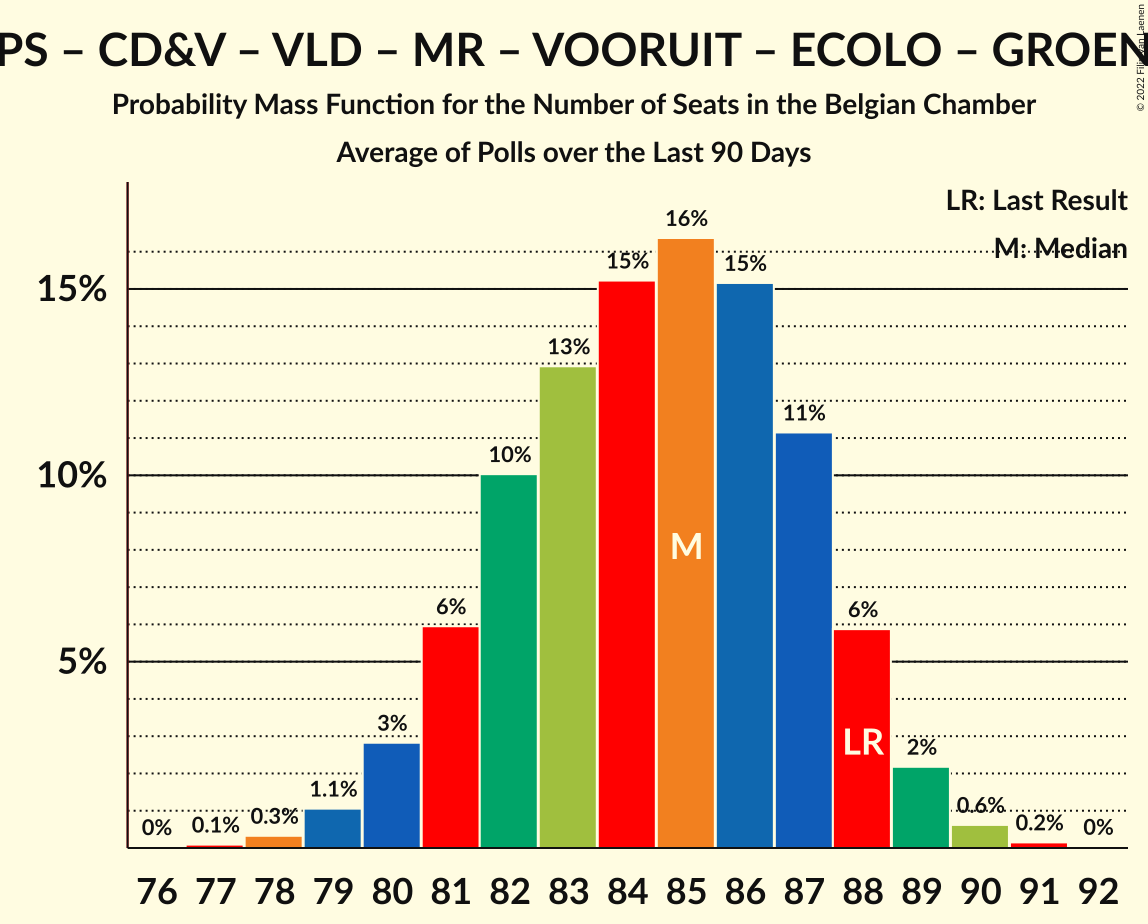 PS – CD&V – VLD – MR – VOORUIT – ECOLO – GROEN
Probability Mass Function for the Number of Seats in the Belgian Chamber
Average of Polls over the Last 90 Days
© 2022 Filip van Laenen
LR: Last Result
M: Median
16%
15%
15%
15%
13%
11%
10%
10%
M
6%
6%
5%
3%
LR
2%
1.1%
0.6%
0.3%
0.2%
0.1%
0%
0%
76 77 78 79 80 81 82 83 84 85 86 87 88 89 90 91 92